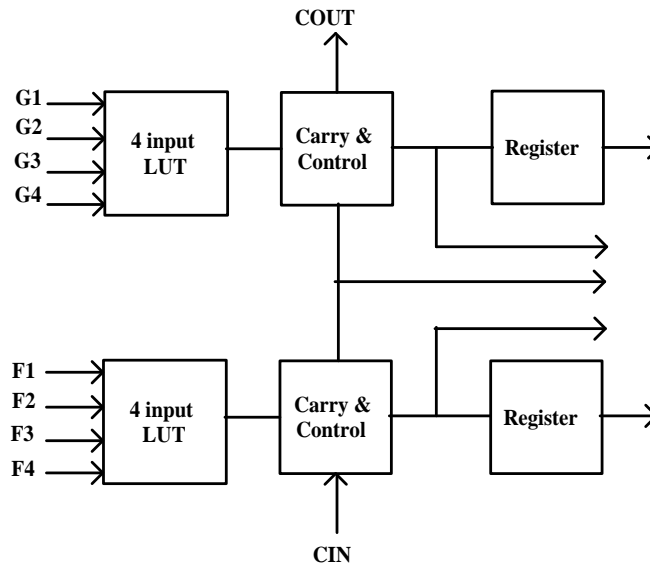 COUT
G1
G2
G3
G4
4 input
LUT
Carry &
Control
Register
F1
F2
F3
F4
4 input
LUT
Carry &
Control
Register
CIN